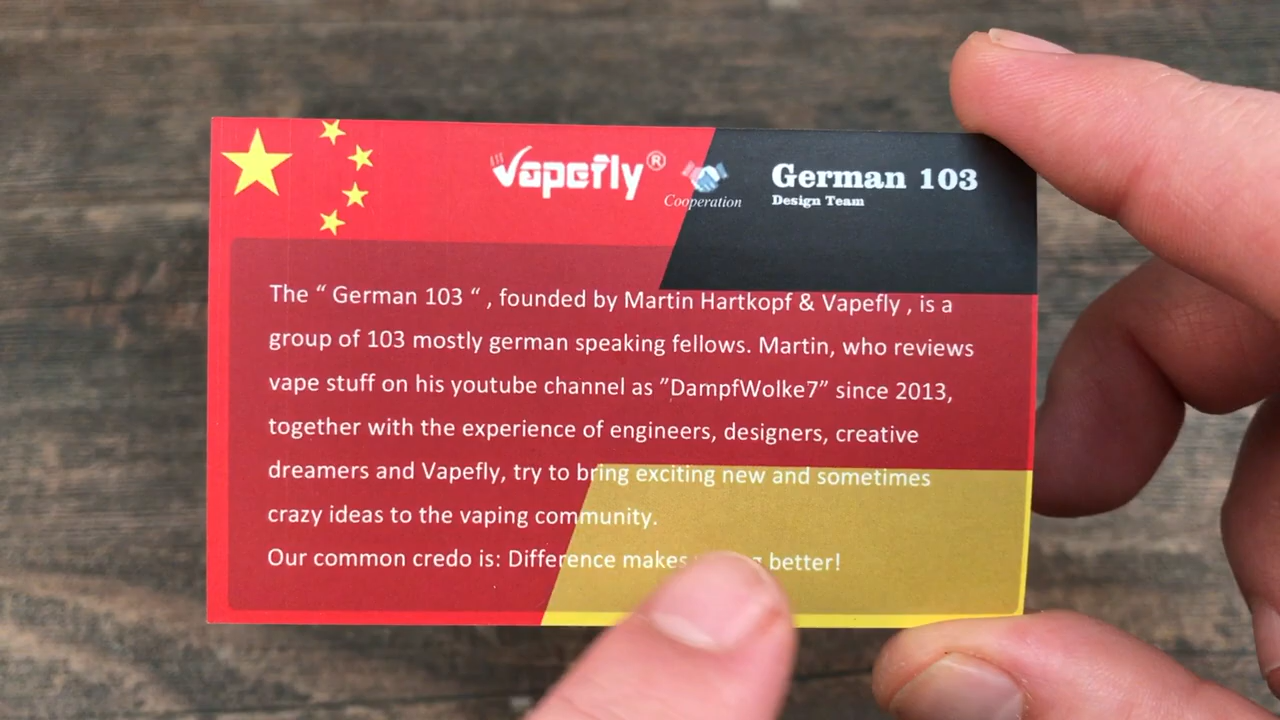 Vapefly®
Cooperation
German 103
Design Team
The “ German 103 “ , founded by Martin Hartkopf & Vapefly , is a
group of 103 mostly german speaking fellows. Martin, who reviews
vape stuff on his youtube channel as ”DampfWolke7” since 2013,
together with the experience of engineers, designers, creative
dreamers and Vapefly, try to bring exciting new and sometimes
crazy ideas to the vaping community.
Our common credo is: Difference makes better!